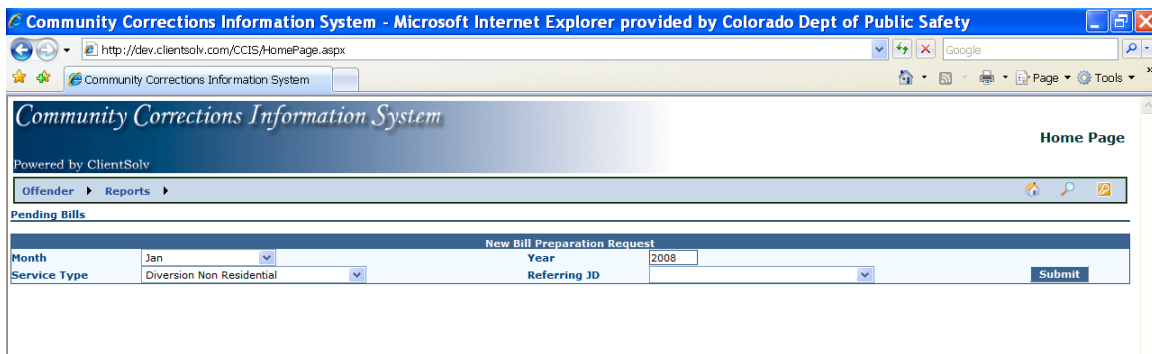 Community Corrections Information System - Microsoft Internet Explorer provided by Colorado Dept of Public Safety
http://dev.clientsolv.com/CCIS/HomePage.aspx Google
Community Corrections Information System Page Tools
Community Corrections Information System
Home Page
Powered by ClientSolv
Offender Reports
Pending Bills
New Bill Preparation Request
Month Jan Year 2008
Service Type Diversion Non Residential Referring JD Submit